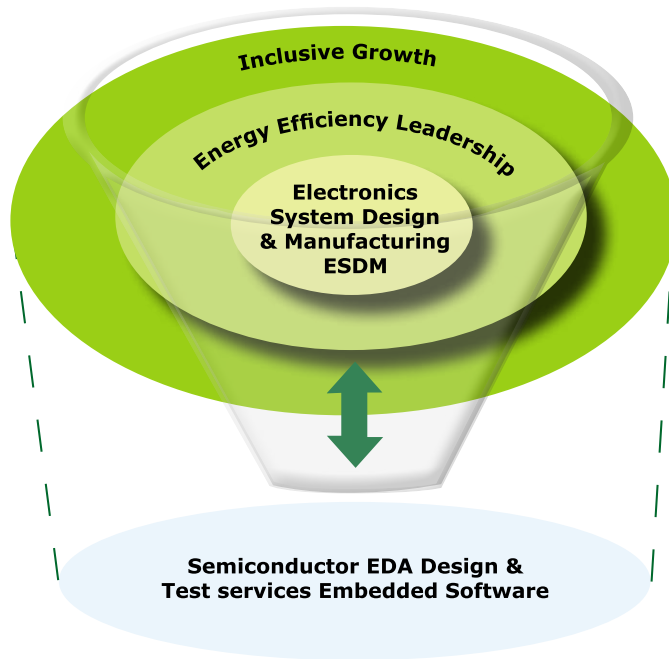 Inclusive Growth
Energy Efficiency Leadership
Electronics
System Design
& Manufacturing
ESDM
Semiconductor EDA Design &
Test services Embedded Software